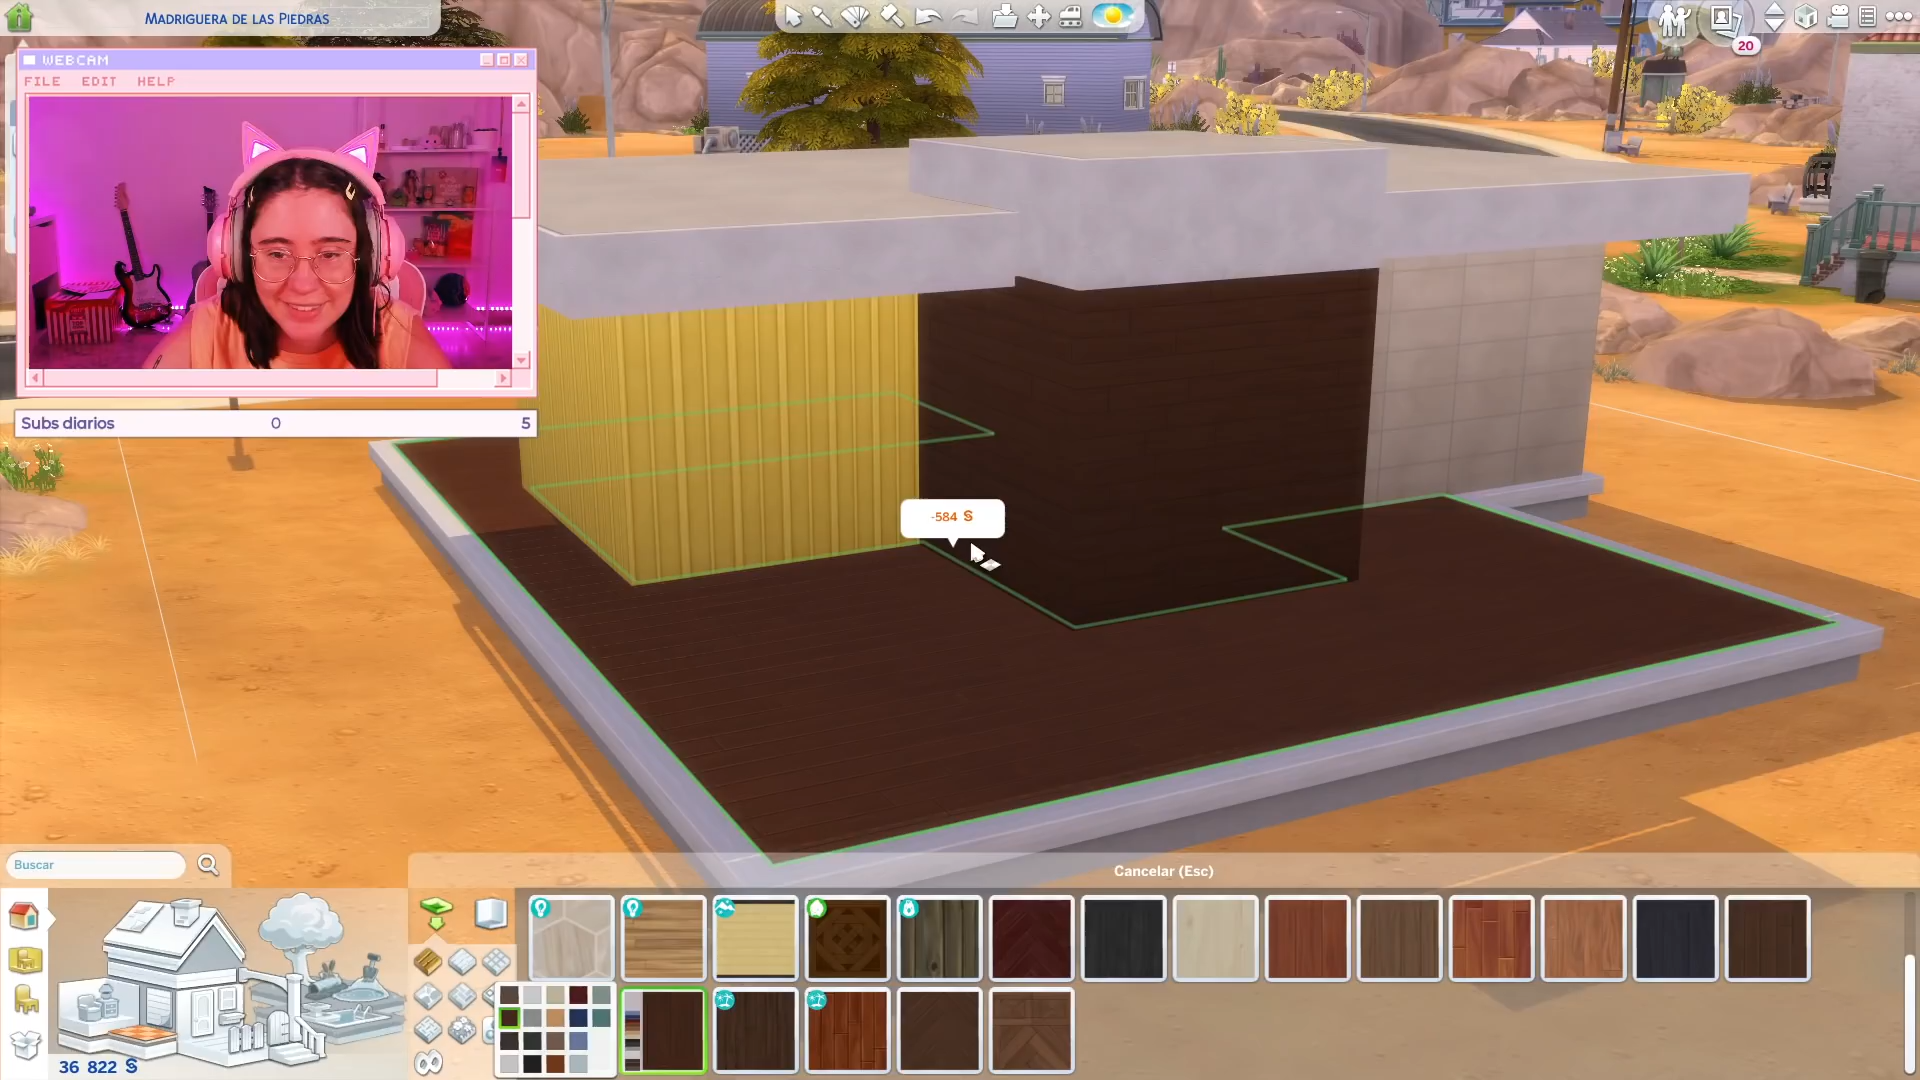 Madriguera de las Piedras
20
WEBCAM
FILE EDIT HELP
Subs diarios 0 5
-584 $
Cancelar (Esc)
Buscar
36 822 $